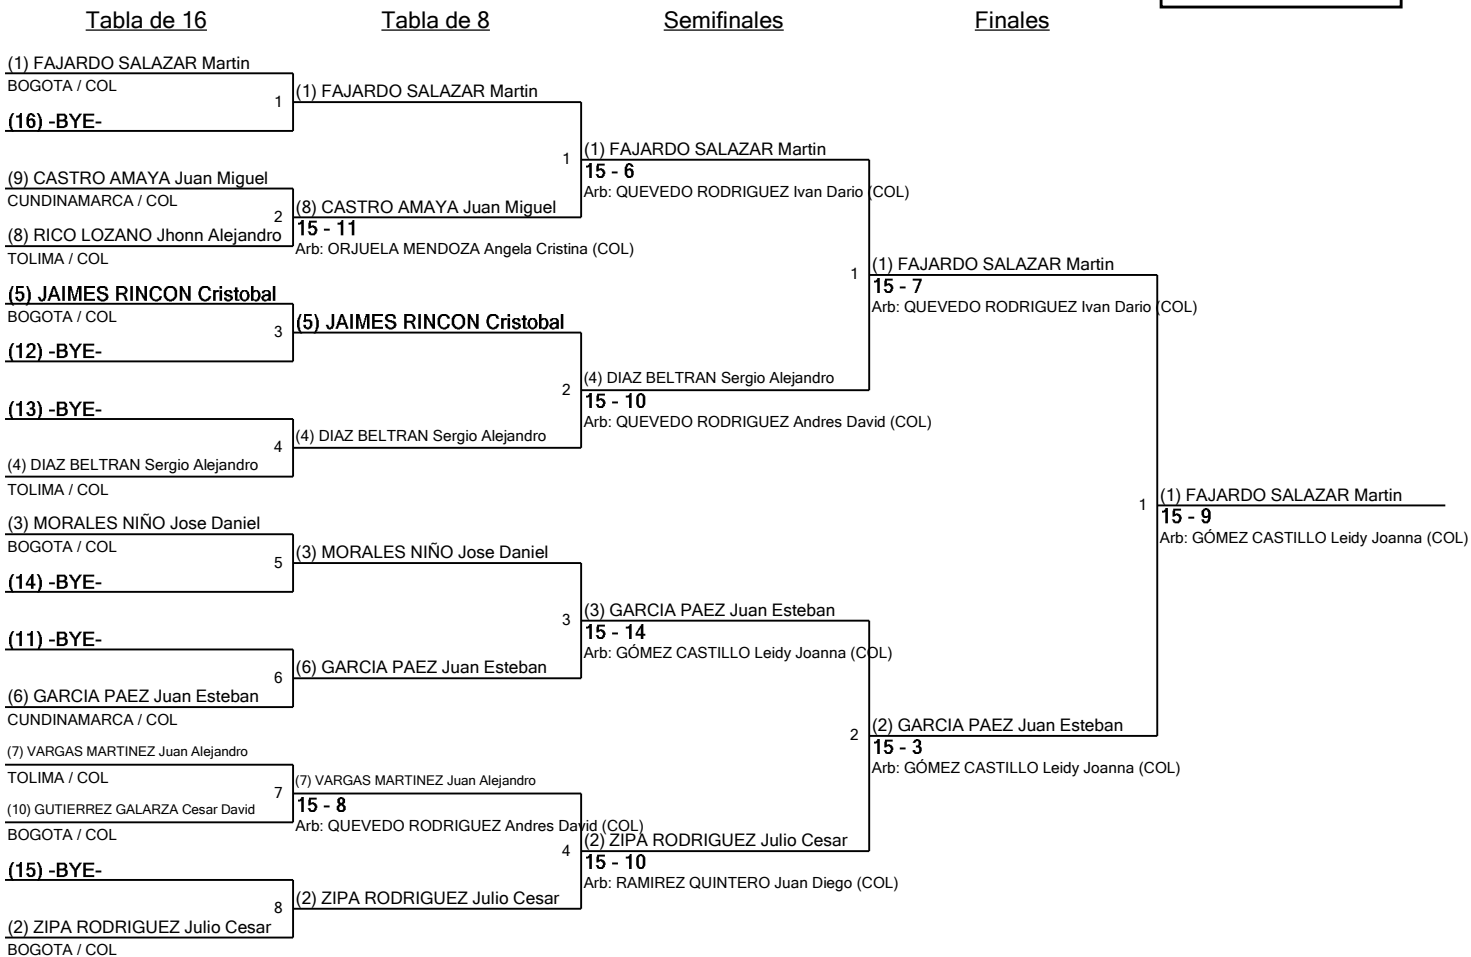 Tabla de 16
Tabla de 8
Semifinales
Finales
(1) FAJARDO SALAZAR Martin
BOGOTA / COL
(16) -BYE-
(9) CASTRO AMAYA Juan Miguel
CUNDINAMARCA / COL
(8) RICO LOZANO Jhonn Alejandro
TOLIMA / COL
(5) JAIMES RINCON Cristobal
BOGOTA / COL
(12) -BYE-
(13) -BYE-
(4) DIAZ BELTRAN Sergio Alejandro
TOLIMA / COL
(3) MORALES NIÑO Jose Daniel
BOGOTA / COL
(14) -BYE-
(11) -BYE-
(6) GARCIA PAEZ Juan Esteban
CUNDINAMARCA / COL
(7) VARGAS MARTINEZ Juan Alejandro
TOLIMA / COL
(10) GUTIERREZ GALARZA Cesar David
BOGOTA / COL
(15) -BYE-
(2) ZIPA RODRIGUEZ Julio Cesar
BOGOTA / COL
1
(1) FAJARDO SALAZAR Martin
2
(8) CASTRO AMAYA Juan Miguel
15 - 11
Arb: ORJUELA MENDOZA Angela Cristina (COL)
3
(5) JAIMES RINCON Cristobal
4
(4) DIAZ BELTRAN Sergio Alejandro
5
(3) MORALES NIÑO Jose Daniel
6
(6) GARCIA PAEZ Juan Esteban
7
(7) VARGAS MARTINEZ Juan Alejandro
15 - 8
Arb: QUEVEDO RODRIGUEZ Andres David (COL)
8
(2) ZIPA RODRIGUEZ Julio Cesar
1
(1) FAJARDO SALAZAR Martin
15 - 6
Arb: QUEVEDO RODRIGUEZ Ivan Dario (COL)
2
(4) DIAZ BELTRAN Sergio Alejandro
15 - 10
Arb: QUEVEDO RODRIGUEZ Andres David (COL)
3
(3) GARCIA PAEZ Juan Esteban
15 - 14
Arb: GÓMEZ CASTILLO Leidy Joanna (COL)
4
(2) ZIPA RODRIGUEZ Julio Cesar
15 - 10
Arb: RAMIREZ QUINTERO Juan Diego (COL)
1
(1) FAJARDO SALAZAR Martin
15 - 7
Arb: QUEVEDO RODRIGUEZ Ivan Dario (COL)
2
(2) GARCIA PAEZ Juan Esteban
15 - 3
Arb: GÓMEZ CASTILLO Leidy Joanna (COL)
1
(1) FAJARDO SALAZAR Martin
15 - 9
Arb: GÓMEZ CASTILLO Leidy Joanna (COL)